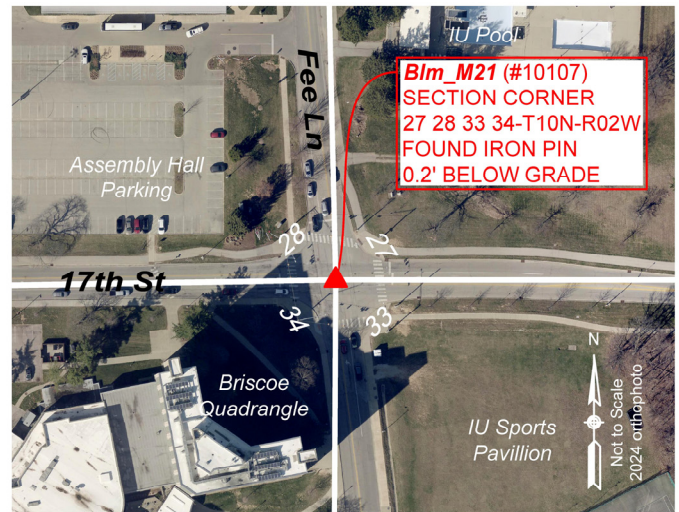 Fee Ln
IU Pool
Blm_M21 (#10107)
SECTION CORNER
27 28 33 34-T10N-R02W
FOUND IRON PIN
0.2' BELOW GRADE
Assembly Hall
Parking
28
27
17th St
34
33
Briscoe
Quadrangle
IU Sports
Pavillion
N
Not to Scale
2024 orthophoto